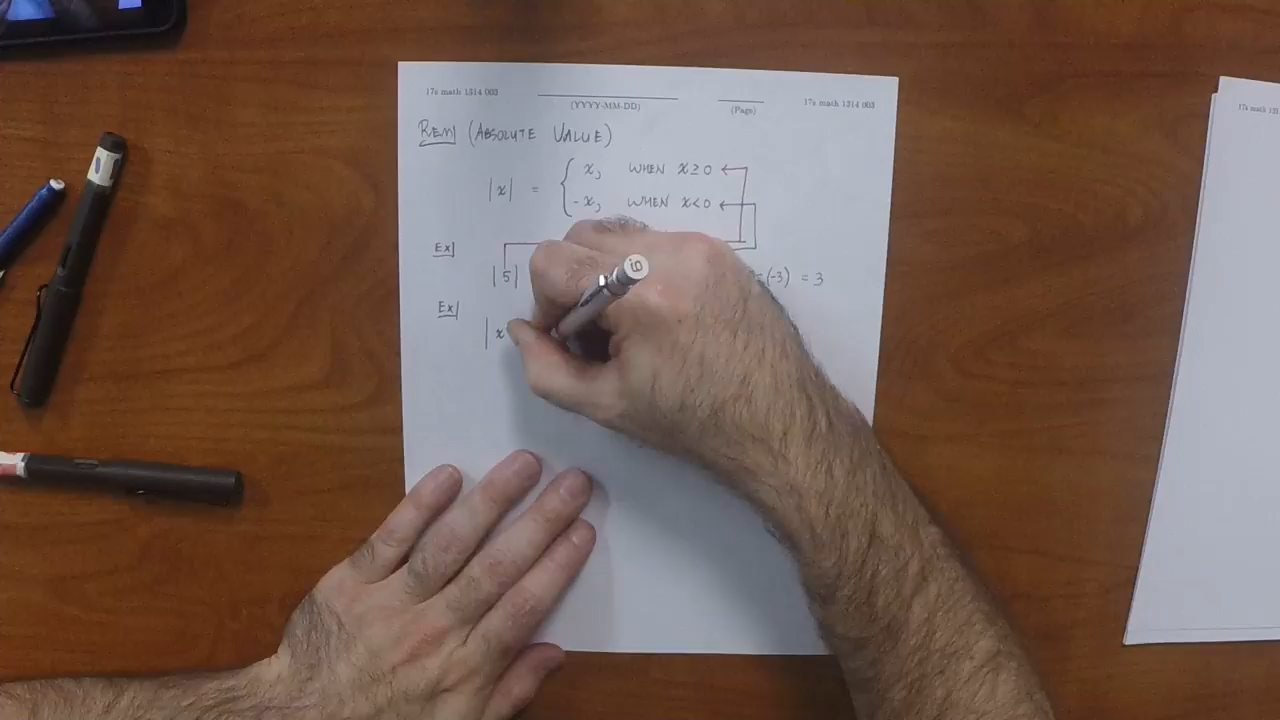 17s math 1314 003 (YYYY-MM-DD) (Page) 17s math 1314 003
REM (ABSOLUTE VALUE)
|x| = { x, WHEN x ≥ 0
-x, WHEN x < 0
Ex
|5| (-3) = 3
Ex
|x
.9
17s math 131